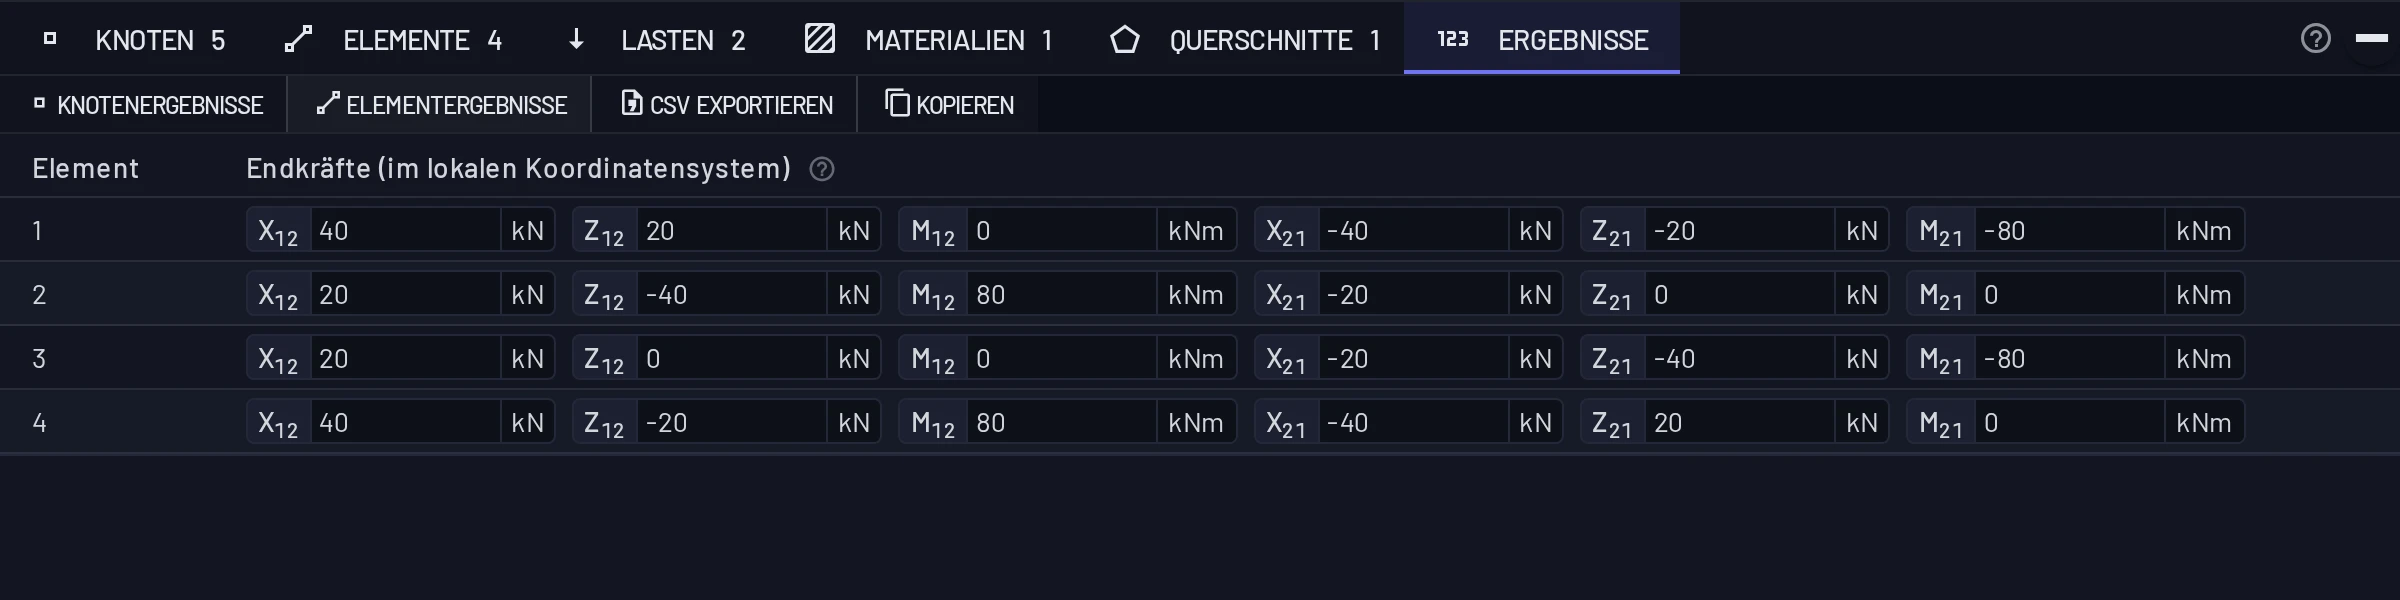 KNOTEN 5 ELEMENTE 4 LASTEN 2 MATERIALIEN 1 QUERSCHNITTE 1 123 ERGEBNISSE ?
KNOTENERGEBNISSE ELEMENTERGEBNISSE CSV EXPORTIEREN KOPIEREN
Element Endkräfte (im lokalen Koordinatensystem) ?
1 X₁₂ 40 kN Z₁₂ 20 kN M₁₂ 0 kNm X₂₁ -40 kN Z₂₁ -20 kN M₂₁ -80 kNm
2 X₁₂ 20 kN Z₁₂ -40 kN M₁₂ 80 kNm X₂₁ -20 kN Z₂₁ 0 kN M₂₁ 0 kNm
3 X₁₂ 20 kN Z₁₂ 0 kN M₁₂ 0 kNm X₂₁ -20 kN Z₂₁ -40 kN M₂₁ -80 kNm
4 X₁₂ 40 kN Z₁₂ -20 kN M₁₂ 80 kNm X₂₁ -40 kN Z₂₁ 20 kN M₂₁ 0 kNm